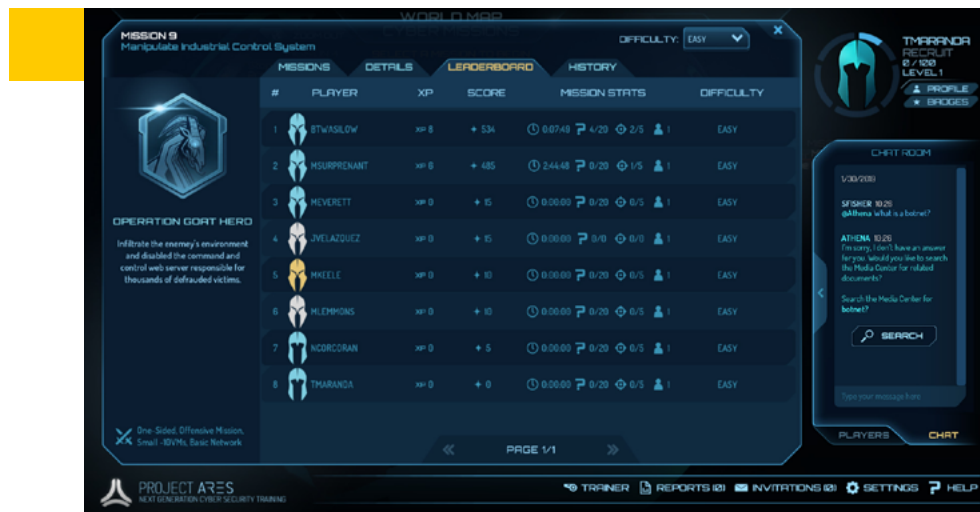 WORLD MAP
MISSION 9
Manipulate Industrial Control System
DIFFICULTY: EASY
X
MISSIONS DETAILS LEADERBOARD HISTORY
# PLAYER XP SCORE MISSION STATS DIFFICULTY
1 BTWASILOW XP 8 + 534 0:07:48 4/20 2/5 1 EASY
2 MSURPRENANT XP 0 + 485 2:44:48 0/20 1/5 1 EASY
3 MEVERETT XP 0 + 15 0:00:00 0/20 0/5 1 EASY
4 JVELAZQUEZ XP 0 + 15 0:00:00 0/0 0/0 1 EASY
5 MKEELE XP 0 + 10 0:00:00 0/20 0/5 1 EASY
6 MLEMMONS XP 0 + 10 0:00:00 0/20 0/5 1 EASY
7 NCORCORAN XP 0 + 5 0:00:00 0/20 0/5 1 EASY
8 TMARANDA XP 0 + 0 0:00:00 0/20 0/5 1 EASY
PAGE 1/1
OPERATION GOAT HERO
Infiltrate the enemey's environment
and disabled the command and
control web server responsible for
thousands of defrauded victims.
One-Sided, Offensive Mission,
Small -10VMs, Basic Network
TMARANDA
RECRUIT
0 / 100
LEVEL 1
PROFILE
BADGES
CHAT ROOM
1/30/2018
SFISHER 10:26
@Athena What is a botnet?
ATHENA 10:26
I'm sorry, I don't have an answer
for you. Would you like to search
the Media Center for related
documents?
Search the Media Center for
botnet?
SEARCH
Type your message here
PLAYERS CHAT
PROJECT ARES
NEXT GENERATION CYBER SECURITY TRAINING
TRAINER REPORTS (0) INVITATIONS (0) SETTINGS HELP